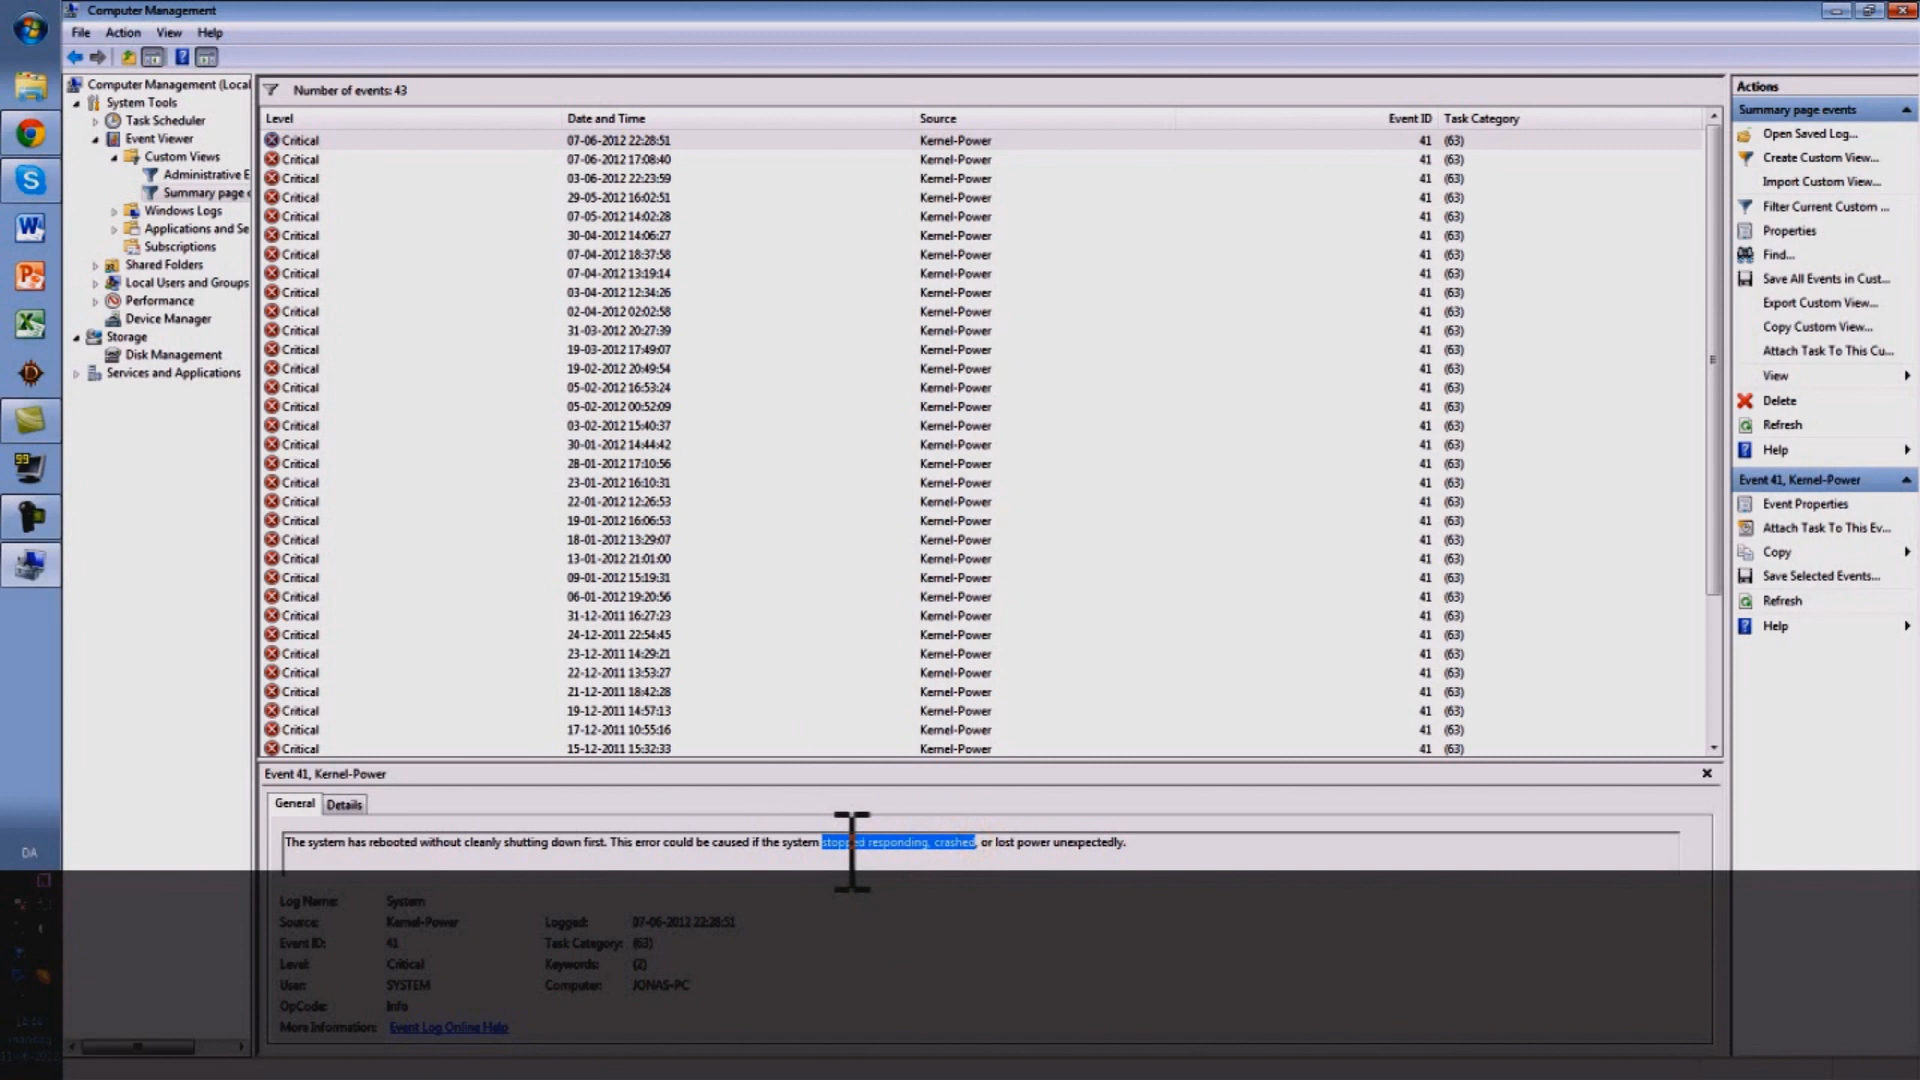 Computer Management
File Action View Help
Computer Management (Local
System Tools
Task Scheduler
Event Viewer
Custom Views
Administrative E
Summary page e
Windows Logs
Applications and Se
Subscriptions
Shared Folders
Local Users and Groups
Performance
Device Manager
Storage
Disk Management
Services and Applications
Number of events: 43
Level Date and Time Source Event ID Task Category
Critical 07-06-2012 22:28:51 Kernel-Power 41 (63)
Critical 07-06-2012 17:08:40 Kernel-Power 41 (63)
Critical 03-06-2012 22:23:59 Kernel-Power 41 (63)
Critical 29-05-2012 16:02:51 Kernel-Power 41 (63)
Critical 07-05-2012 14:02:28 Kernel-Power 41 (63)
Critical 30-04-2012 14:06:27 Kernel-Power 41 (63)
Critical 07-04-2012 18:37:58 Kernel-Power 41 (63)
Critical 07-04-2012 13:19:14 Kernel-Power 41 (63)
Critical 03-04-2012 12:34:26 Kernel-Power 41 (63)
Critical 02-04-2012 02:02:58 Kernel-Power 41 (63)
Critical 31-03-2012 20:27:39 Kernel-Power 41 (63)
Critical 19-03-2012 17:49:07 Kernel-Power 41 (63)
Critical 19-02-2012 20:49:54 Kernel-Power 41 (63)
Critical 05-02-2012 16:53:24 Kernel-Power 41 (63)
Critical 05-02-2012 00:52:09 Kernel-Power 41 (63)
Critical 03-02-2012 15:40:37 Kernel-Power 41 (63)
Critical 30-01-2012 14:44:42 Kernel-Power 41 (63)
Critical 28-01-2012 17:10:56 Kernel-Power 41 (63)
Critical 23-01-2012 16:10:31 Kernel-Power 41 (63)
Critical 22-01-2012 12:26:53 Kernel-Power 41 (63)
Critical 19-01-2012 16:06:53 Kernel-Power 41 (63)
Critical 18-01-2012 13:29:07 Kernel-Power 41 (63)
Critical 13-01-2012 21:01:00 Kernel-Power 41 (63)
Critical 09-01-2012 15:19:31 Kernel-Power 41 (63)
Critical 06-01-2012 19:20:56 Kernel-Power 41 (63)
Critical 31-12-2011 16:27:23 Kernel-Power 41 (63)
Critical 24-12-2011 22:54:45 Kernel-Power 41 (63)
Critical 23-12-2011 14:29:21 Kernel-Power 41 (63)
Critical 22-12-2011 13:53:27 Kernel-Power 41 (63)
Critical 21-12-2011 18:42:28 Kernel-Power 41 (63)
Critical 19-12-2011 14:57:13 Kernel-Power 41 (63)
Critical 17-12-2011 10:55:16 Kernel-Power 41 (63)
Critical 15-12-2011 15:32:33 Kernel-Power 41 (63)
Event 41, Kernel-Power
General Details
The system has rebooted without cleanly shutting down first. This error could be caused if the system stopped responding, crashed, or lost power unexpectedly.
Log Name: System
Source: Kernel-Power Logged: 07-06-2012 22:28:51
Event ID: 41 Task Category: (63)
Level: Critical Keywords: (2)
User: SYSTEM Computer: JONAS-PC
OpCode: Info
More Information: Event Log Online Help
Actions
Summary page events
Open Saved Log...
Create Custom View...
Import Custom View...
Filter Current Custom ...
Properties
Find...
Save All Events in Cust...
Export Custom View...
Copy Custom View...
Attach Task To This Cu...
View
Delete
Refresh
Help
Event 41, Kernel-Power
Event Properties
Attach Task To This Ev...
Copy
Save Selected Events...
Refresh
Help
99
DA